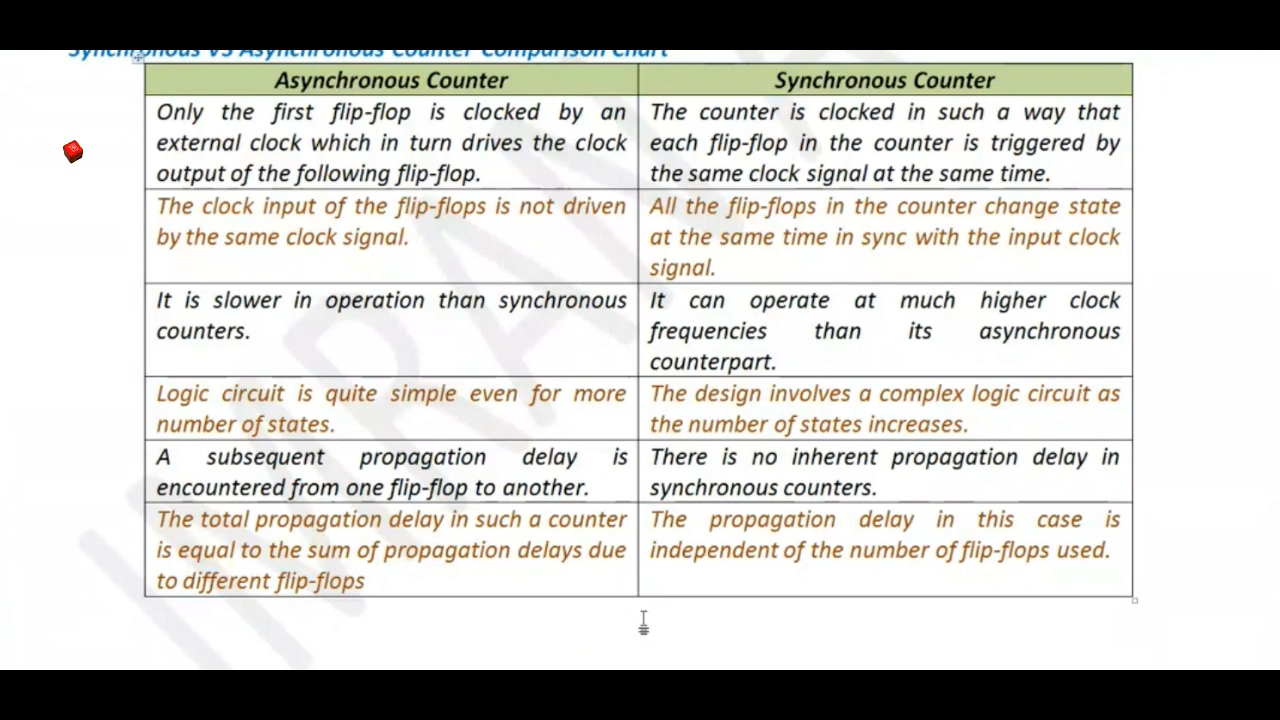 Synchronous VS Asynchronous Counter Comparison Chart
Asynchronous Counter
Synchronous Counter
Only the first flip-flop is clocked by an
external clock which in turn drives the clock
output of the following flip-flop.
The counter is clocked in such a way that
each flip-flop in the counter is triggered by
the same clock signal at the same time.
The clock input of the flip-flops is not driven
by the same clock signal.
All the flip-flops in the counter change state
at the same time in sync with the input clock
signal.
It is slower in operation than synchronous
counters.
It can operate at much higher clock
frequencies than its asynchronous
counterpart.
Logic circuit is quite simple even for more
number of states.
The design involves a complex logic circuit as
the number of states increases.
A subsequent propagation delay is
encountered from one flip-flop to another.
There is no inherent propagation delay in
synchronous counters.
The total propagation delay in such a counter
is equal to the sum of propagation delays due
to different flip-flops
The propagation delay in this case is
independent of the number of flip-flops used.